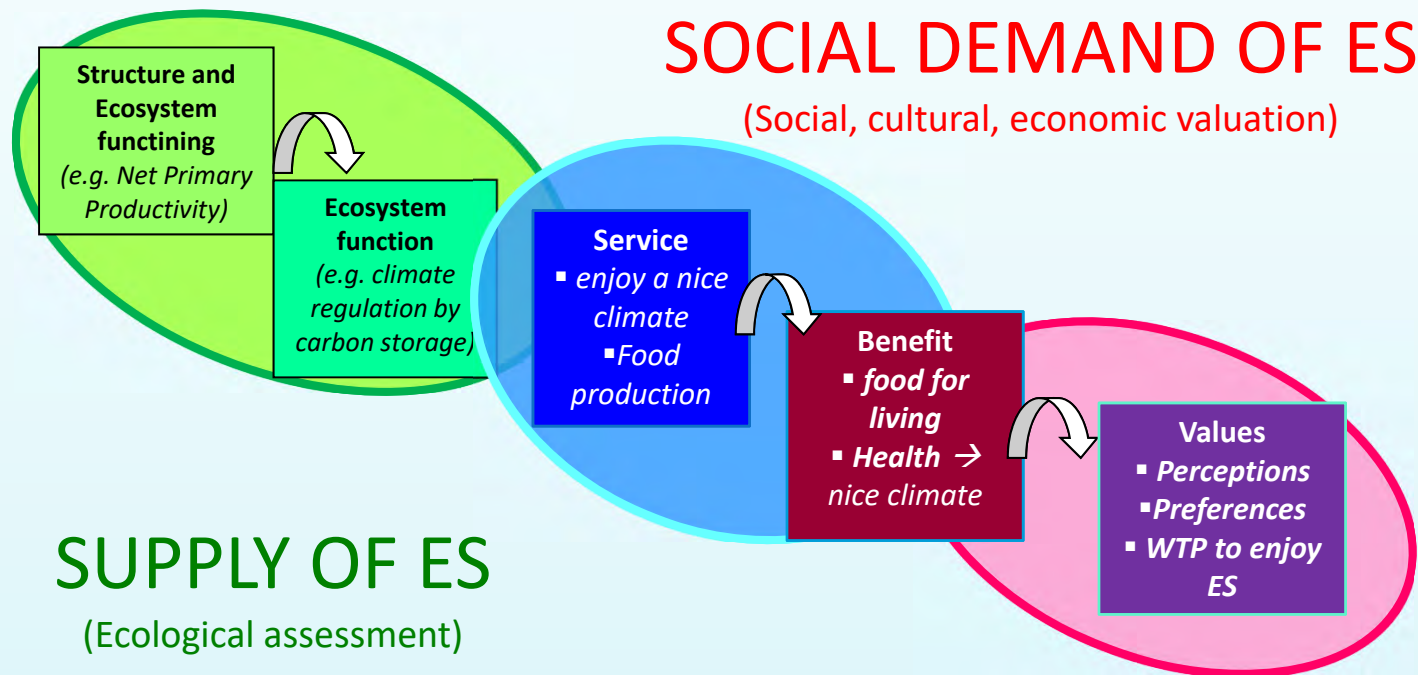 SOCIAL DEMAND OF ES
(Social, cultural, economic valuation)
Structure and
Ecosystem
functining
(e.g. Net Primary
Productivity)
Ecosystem
function
(e.g. climate
regulation by
carbon storage)
Service
▪ enjoy a nice
climate
▪Food
production
Benefit
▪ food for
living
▪ Health →
nice climate
Values
▪ Perceptions
▪Preferences
▪ WTP to enjoy
ES
SUPPLY OF ES
(Ecological assessment)